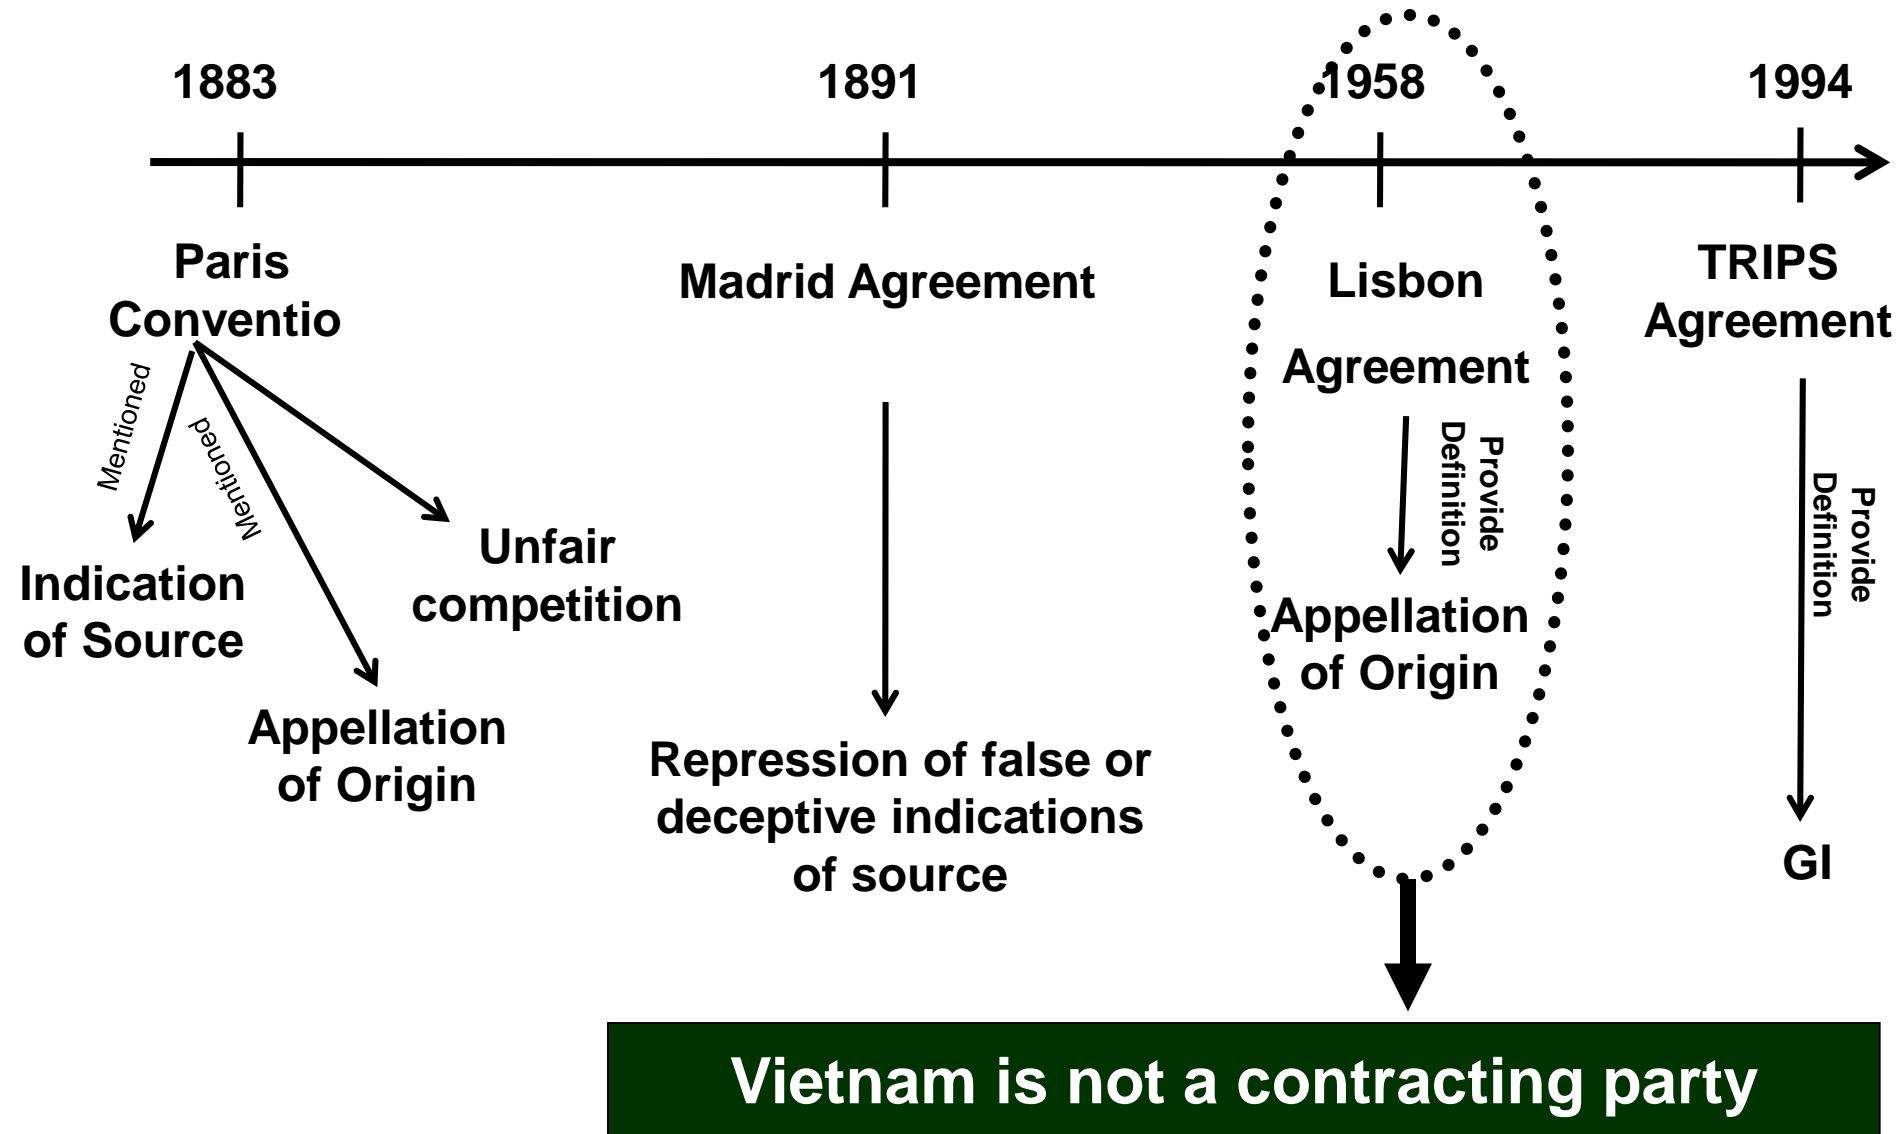 1883
1891
1958
1994
Paris
Conventio
Madrid Agreement
Lisbon
Agreement
TRIPS
Agreement
Mentioned
Mentioned
Provide
Definition
Provide
Definition
Indication
of Source
Unfair
competition
Appellation
of Origin
Repression of false or
deceptive indications
of source
Appellation
of Origin
GI
Vietnam is not a contracting party